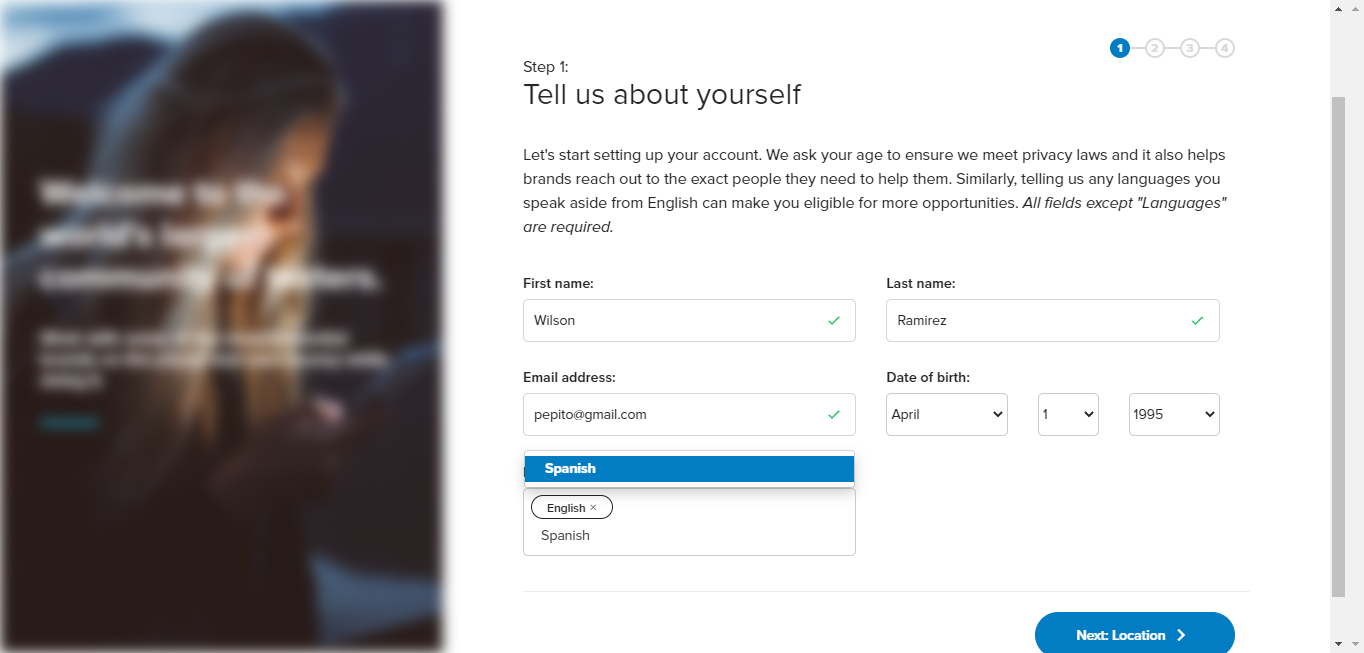 Welcome to the
world's largest
community of testers.
1 2 3 4
Step 1:
Tell us about yourself
Let's start setting up your account. We ask your age to ensure we meet privacy laws and it also helps
brands reach out to the exact people they need to help them. Similarly, telling us any languages you
speak aside from English can make you eligible for more opportunities. All fields except "Languages"
are required.
First name:
Last name:
Wilson
Ramirez
Email address:
Date of birth:
pepito@gmail.com
April
1
1995
Spanish
English ×
Spanish
Next: Location